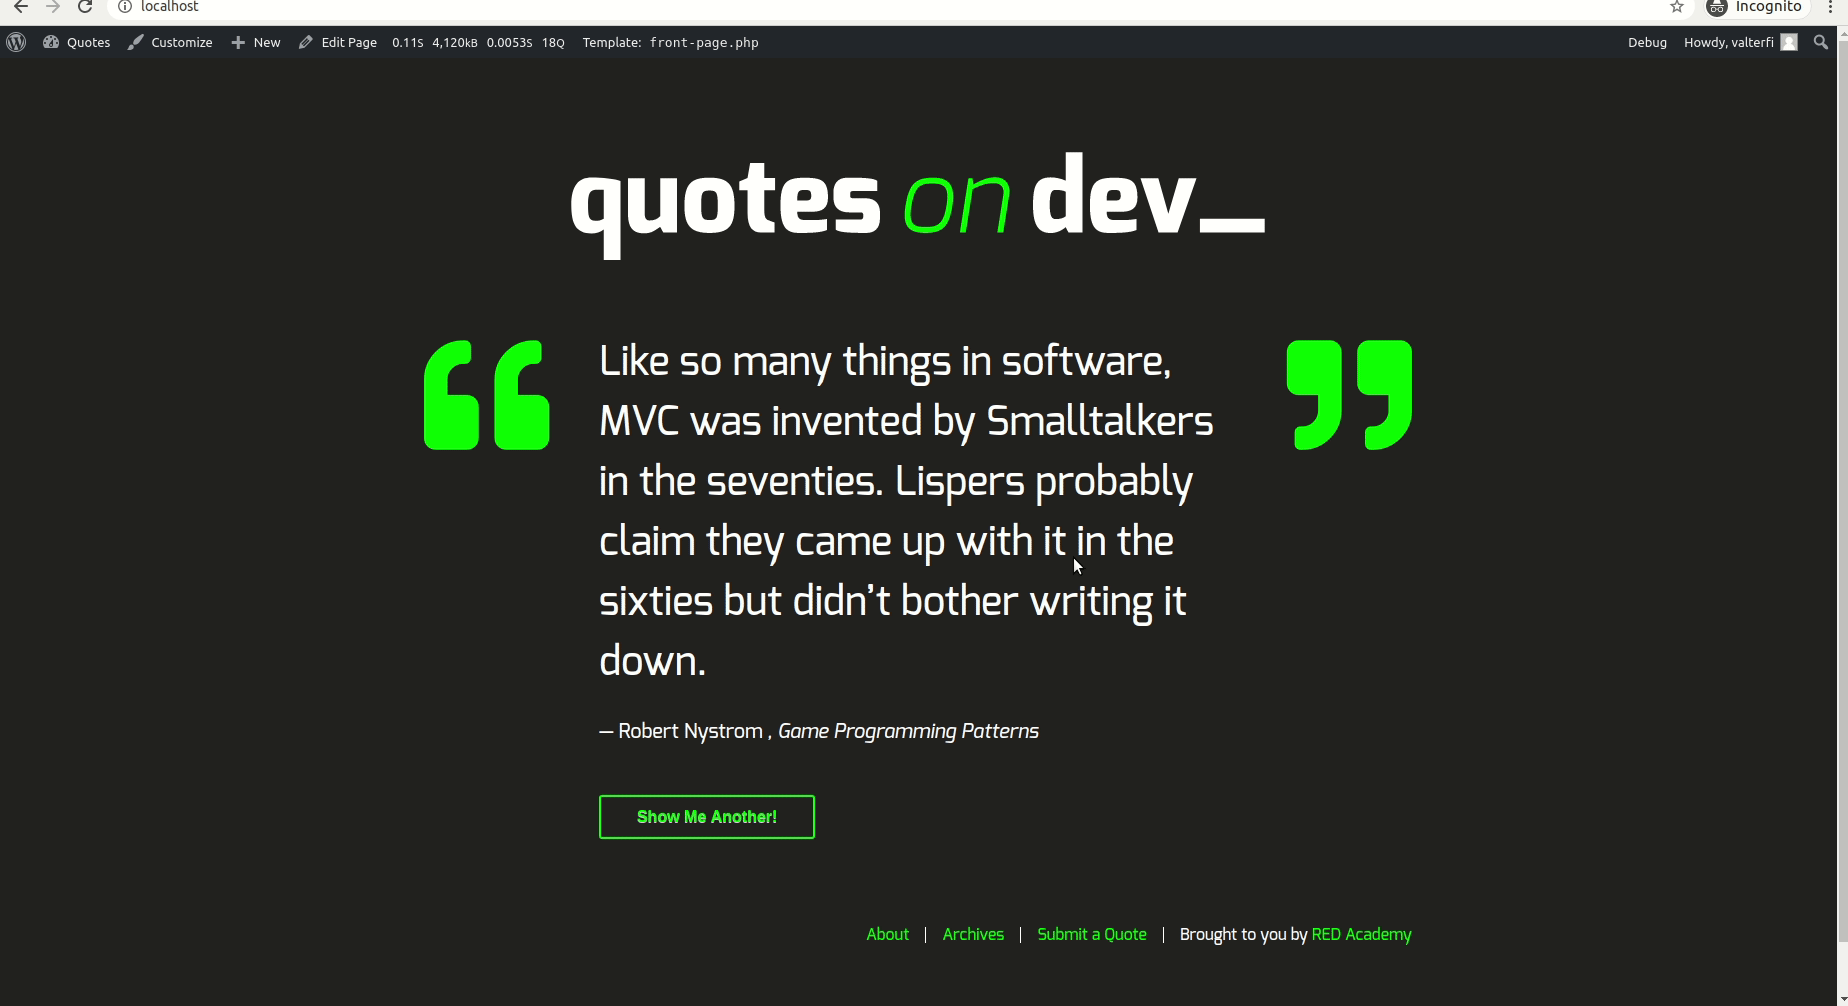 localhost
Incognito
Quotes Customize New Edit Page 0.11S 4,120KB 0.0053S 18Q Template: front-page.php Debug Howdy, valterfi
quotes on dev_
“ Like so many things in software, ”
MVC was invented by Smalltalkers
in the seventies. Lispers probably
claim they came up with it in the
sixties but didn’t bother writing it
down.
— Robert Nystrom , Game Programming Patterns
Show Me Another!
About | Archives | Submit a Quote | Brought to you by RED Academy